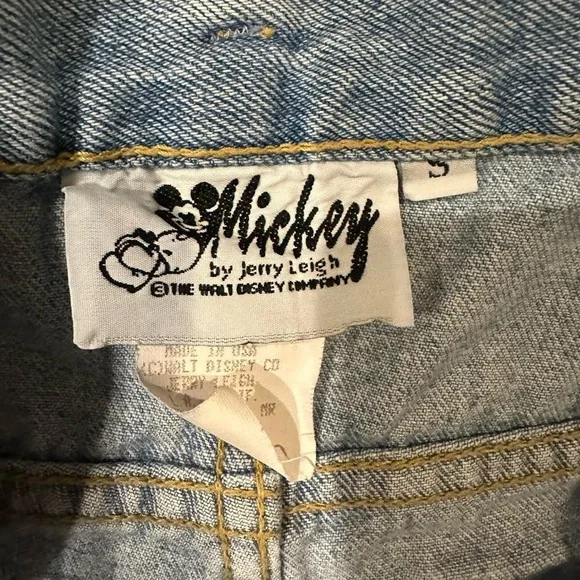 Mickey
by Jerry Leigh
© THE WALT DISNEY COMPANY
S
MADE IN USA
(C)WALT DISNEY CO
JERRY LEIGH